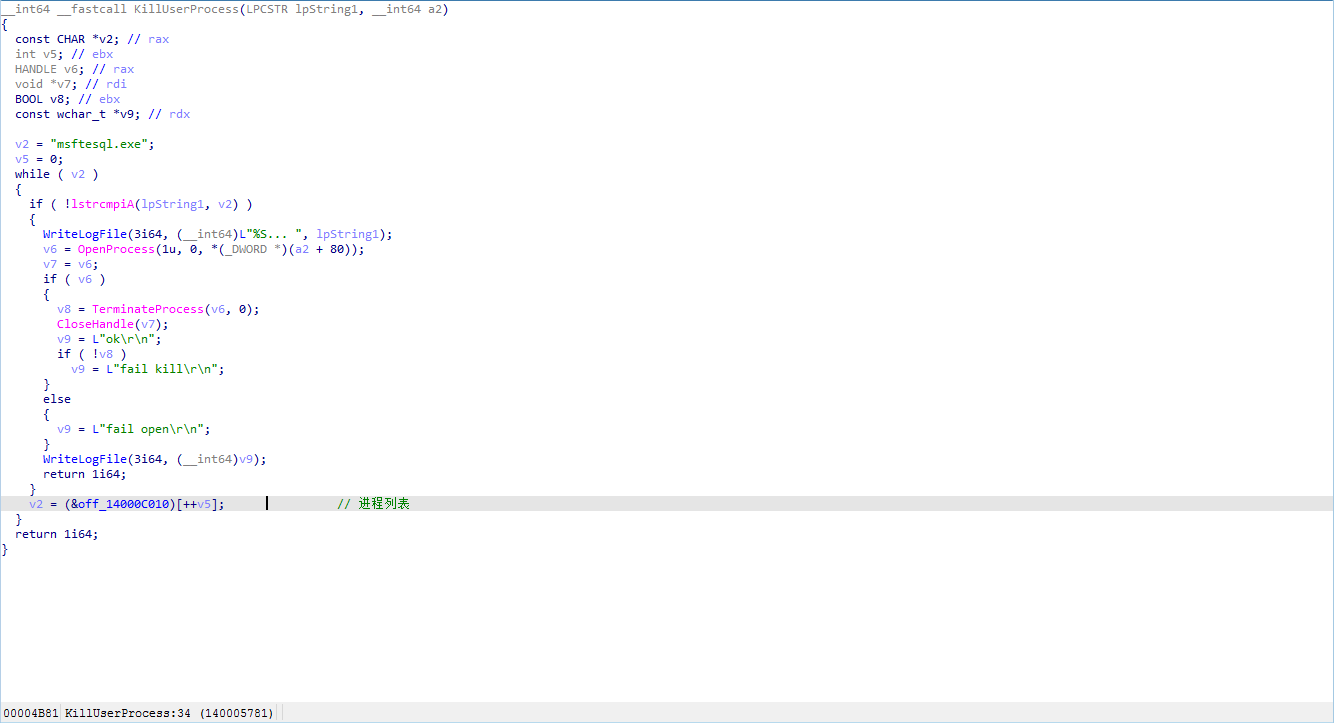 __int64 __fastcall KillUserProcess(LPCSTR lpString1, __int64 a2)
{
  const CHAR *v2; // rax
  int v5; // ebx
  HANDLE v6; // rax
  void *v7; // rdi
  BOOL v8; // ebx
  const wchar_t *v9; // rdx

  v2 = "msftesql.exe";
  v5 = 0;
  while ( v2 )
  {
    if ( !lstrcmpiA(lpString1, v2) )
    {
      WriteLogFile(3i64, (__int64)L"%S... ", lpString1);
      v6 = OpenProcess(1u, 0, *(_DWORD *)(a2 + 80));
      v7 = v6;
      if ( v6 )
      {
        v8 = TerminateProcess(v6, 0);
        CloseHandle(v7);
        v9 = L"ok\r\n";
        if ( !v8 )
          v9 = L"fail kill\r\n";
      }
      else
      {
        v9 = L"fail open\r\n";
      }
      WriteLogFile(3i64, (__int64)v9);
      return 1i64;
    }
    v2 = (&off_14000C010)[++v5];                // 进程列表
  }
  return 1i64;
}
00004B81 KillUserProcess:34 (140005781)